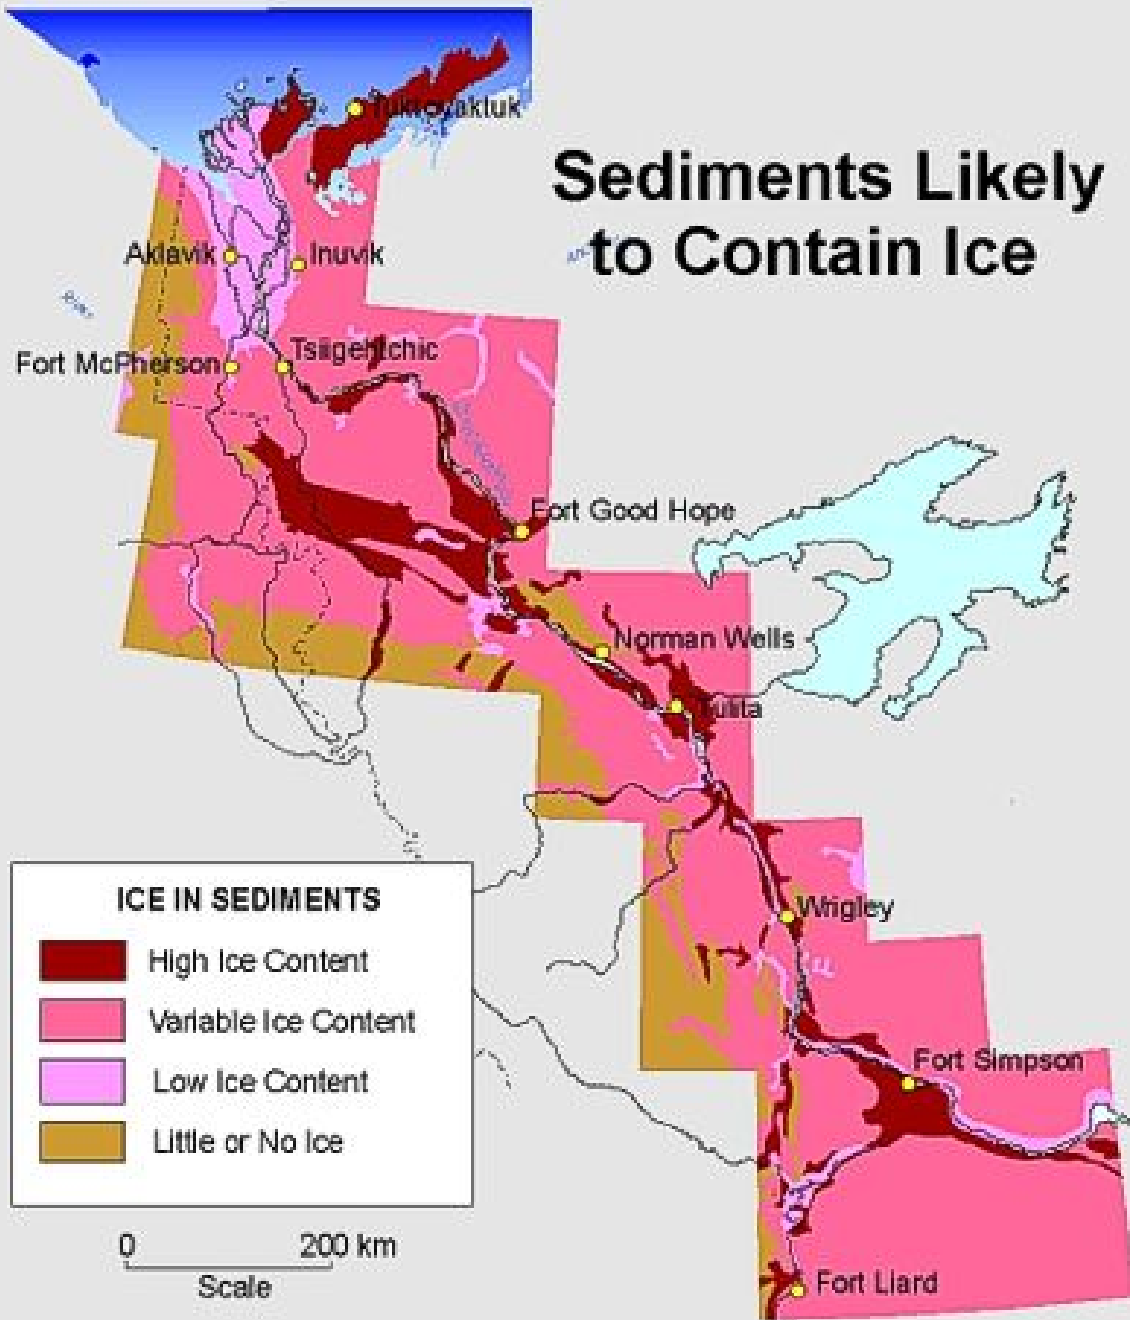 Tuktoyaktuk
Sediments Likely
to Contain Ice
Aklavik
Inuvik
Tsiigehtchic
Fort McPherson
Fort Good Hope
Norman Wells
Tulita
ICE IN SEDIMENTS
High Ice Content
Variable Ice Content
Low Ice Content
Little or No Ice
Wrigley
Fort Simpson
0 200 km
Scale
Fort Liard